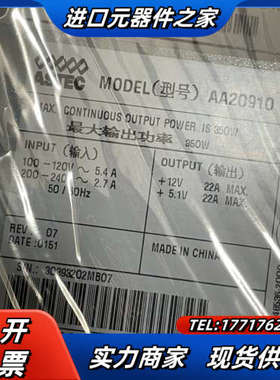 进口元器件之家
ASTEC MODEL(型号) AA20910
MAX. CONTINUOUS OUTPUT POWER IS 350W
最大输出功率 350W
INPUT (输入)
100-120V~ 5.4 A
200-240V~ 2.7 A
50/60Hz
OUTPUT (输出)
+12V 22A MAX.
+5.1V 22A MAX.
REV: 07
DATE: 0151
MADE IN CHINA
开
票
TEL:1771762
实力商家 现货供应